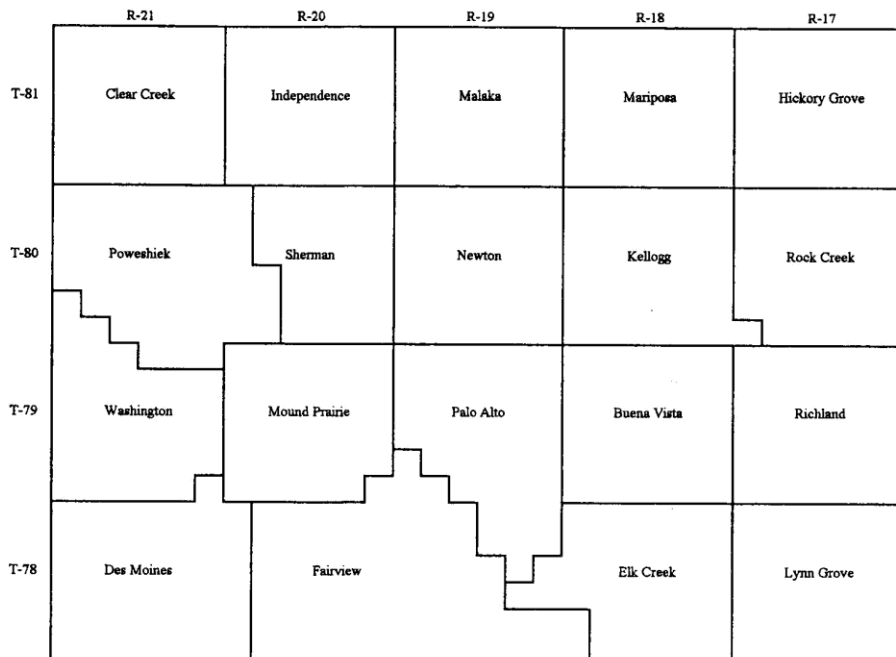 R-21 R-20 R-19 R-18 R-17
T-81 Clear Creek Independence Malaka Mariposa Hickory Grove
T-80 Poweshiek Sherman Newton Kellogg Rock Creek
T-79 Washington Mound Prairie Palo Alto Buena Vista Richland
T-78 Des Moines Fairview Elk Creek Lynn Grove